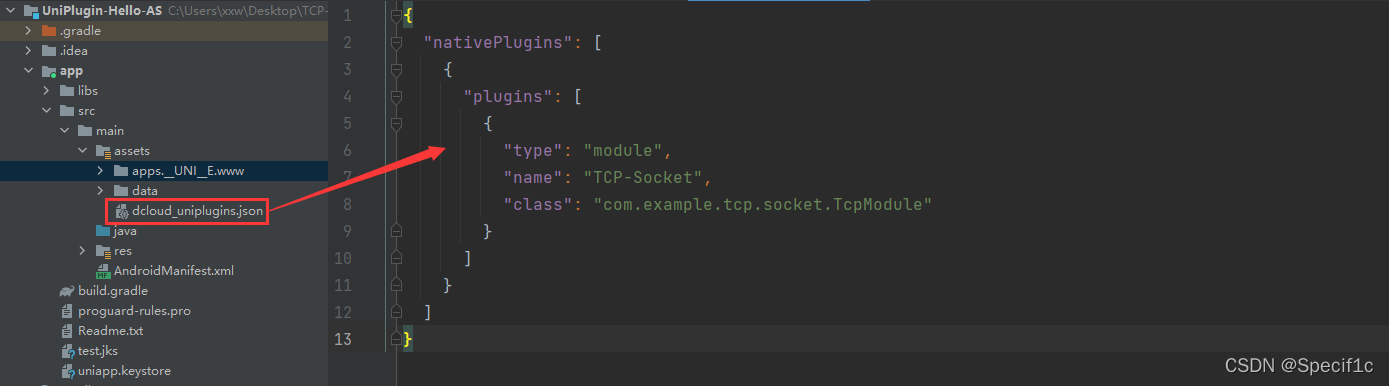 UniPlugin-Hello-AS C:\Users\xxw\Desktop\TCP-
.gradle
.idea
app
libs
src
main
assets
apps.__UNI__E.www
data
dcloud_uniplugins.json
java
res
AndroidManifest.xml
build.gradle
proguard-rules.pro
Readme.txt
test.jks
uniapp.keystore
1 {
2 "nativePlugins": [
3 {
4 "plugins": [
5 {
6 "type": "module",
7 "name": "TCP-Socket",
8 "class": "com.example.tcp.socket.TcpModule"
9 }
10 ]
11 }
12 ]
13 }
CSDN @Specif1c